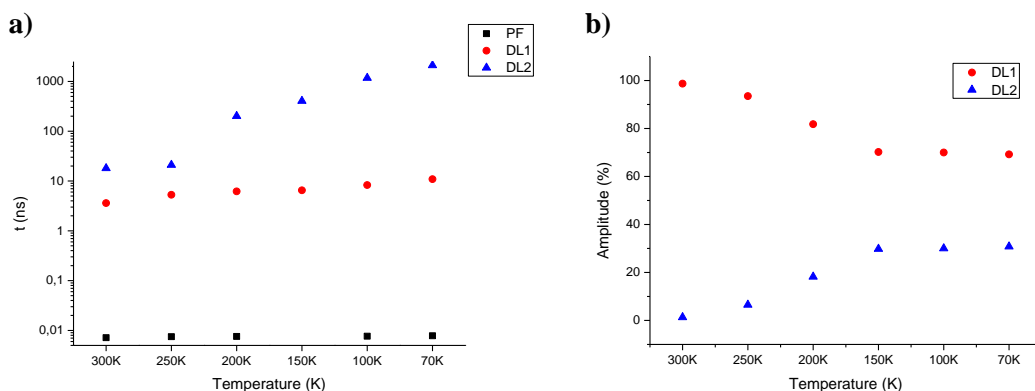 a)
PF
DL1
DL2
1000
100
10
1
0,1
0,01
t (ns)
300K 250K 200K 150K 100K 70K
Temperature (K)
b)
DL1
DL2
100
80
60
40
20
0
Amplitude (%)
300K 250K 200K 150K 100K 70K
Temperature (K)